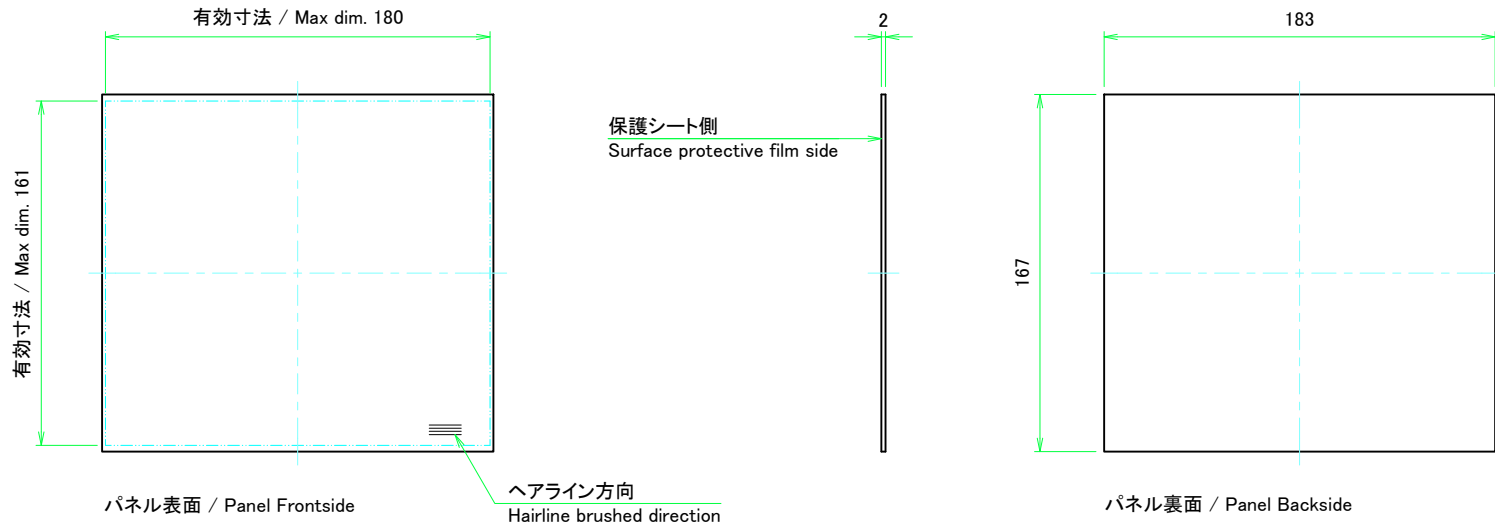 有効寸法 / Max dim. 180
2
183
保護シート側
Surface protective film side
有効寸法 / Max dim. 161
167
ヘアライン方向
Hairline brushed direction
パネル表面 / Panel Frontside
パネル裏面 / Panel Backside